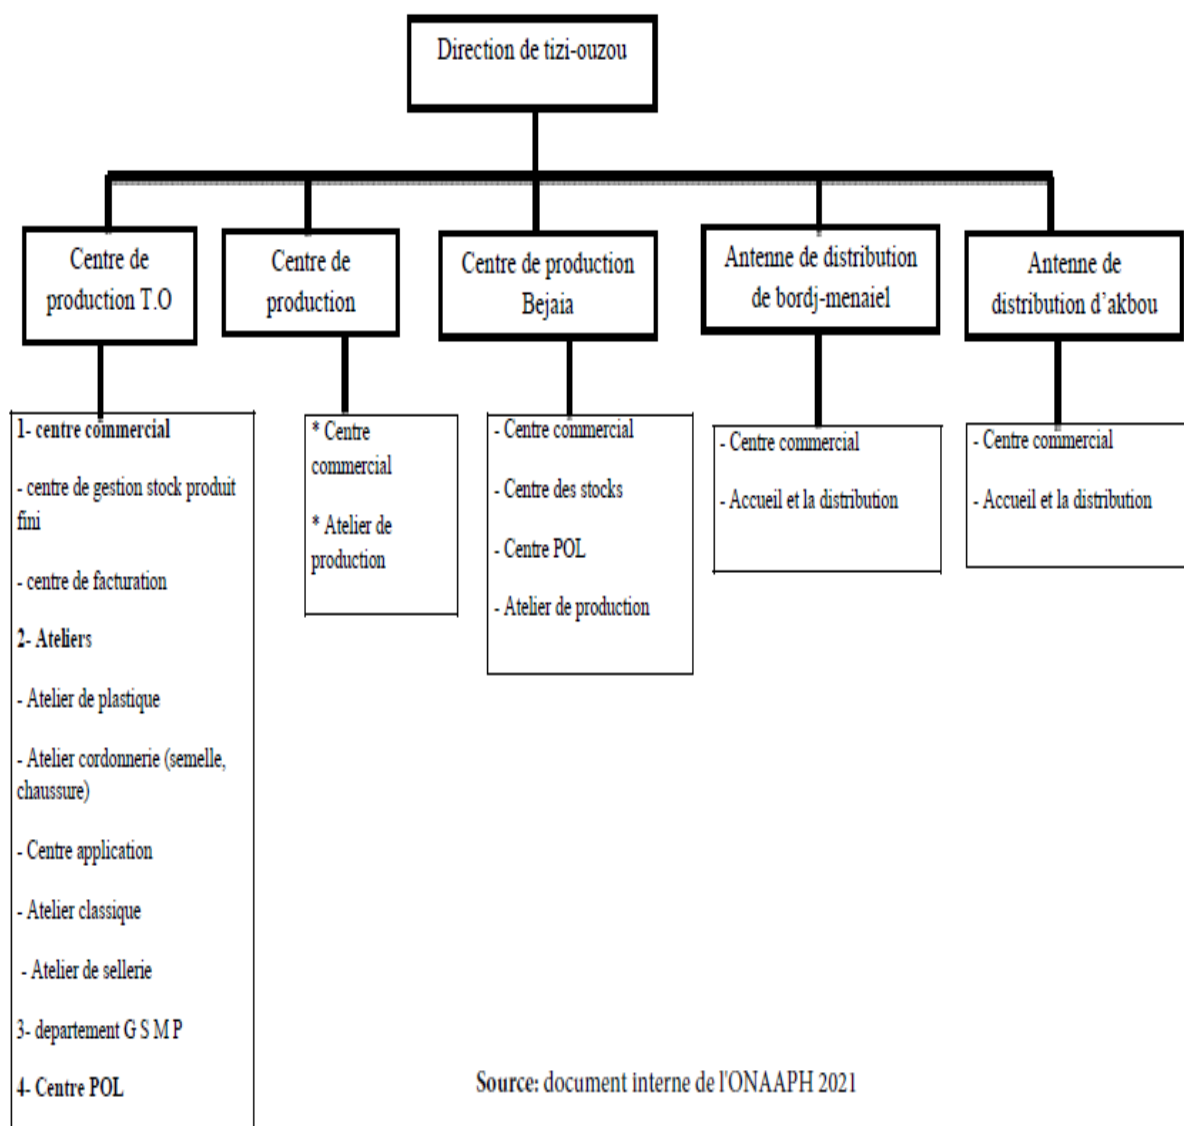 Direction de tizi-ouzou
Centre de
production T.O
Centre de
production
Centre de production
Bejaia
Antenne de distribution
de bordj-menaiel
Antenne de
distribution d'akbou
1- centre commercial
- centre de gestion stock produit
fini
- centre de facturation
2- Ateliers
- Atelier de plastique
- Atelier cordonnerie (semelle,
chaussure)
- Centre application
- Atelier classique
- Atelier de sellerie
3- departement G S M P
4- Centre POL
* Centre
commercial
* Atelier de
production
- Centre commercial
- Centre des stocks
- Centre POL
- Atelier de production
- Centre commercial
- Accueil et la distribution
- Centre commercial
- Accueil et la distribution
Source: document interne de l'ONAAPH 2021